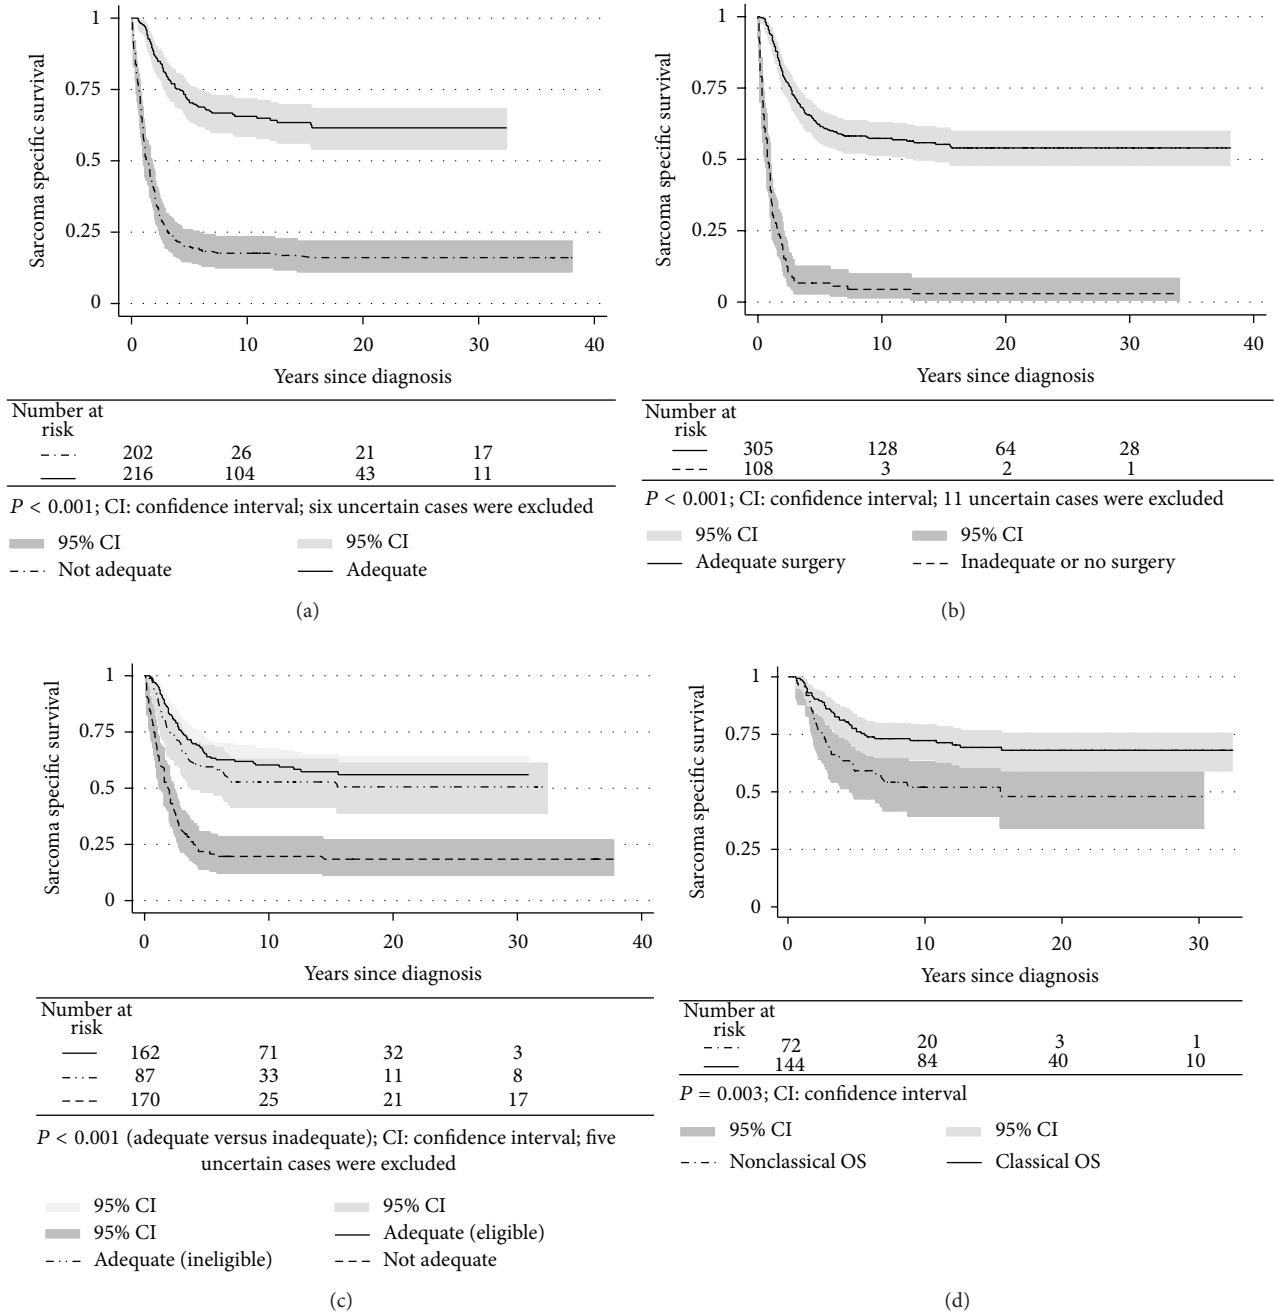 Sarcoma specific survival
1
0.75
0.5
0.25
0
0 10 20 30 40
Years since diagnosis
Number at
risk
202 26 21 17
216 104 43 11
P < 0.001; CI: confidence interval; six uncertain cases were excluded
95% CI 95% CI
Not adequate Adequate
(a)
Sarcoma specific survival
1
0.75
0.5
0.25
0
0 10 20 30 40
Years since diagnosis
Number at
risk
305 128 64 28
108 3 2 1
P < 0.001; CI: confidence interval; 11 uncertain cases were excluded
95% CI 95% CI
Adequate surgery Inadequate or no surgery
(b)
Sarcoma specific survival
1
0.75
0.5
0.25
0
0 10 20 30 40
Years since diagnosis
Number at
risk
162 71 32 3
87 33 11 8
170 25 21 17
P < 0.001 (adequate versus inadequate); CI: confidence interval; five
uncertain cases were excluded
95% CI 95% CI
95% CI Adequate (eligible)
Adequate (ineligible) Not adequate
(c)
Sarcoma specific survival
1
0.75
0.5
0.25
0
0 10 20 30
Years since diagnosis
Number at
risk
72 20 3 1
144 84 40 10
P = 0.003; CI: confidence interval
95% CI 95% CI
Nonclassical OS Classical OS
(d)